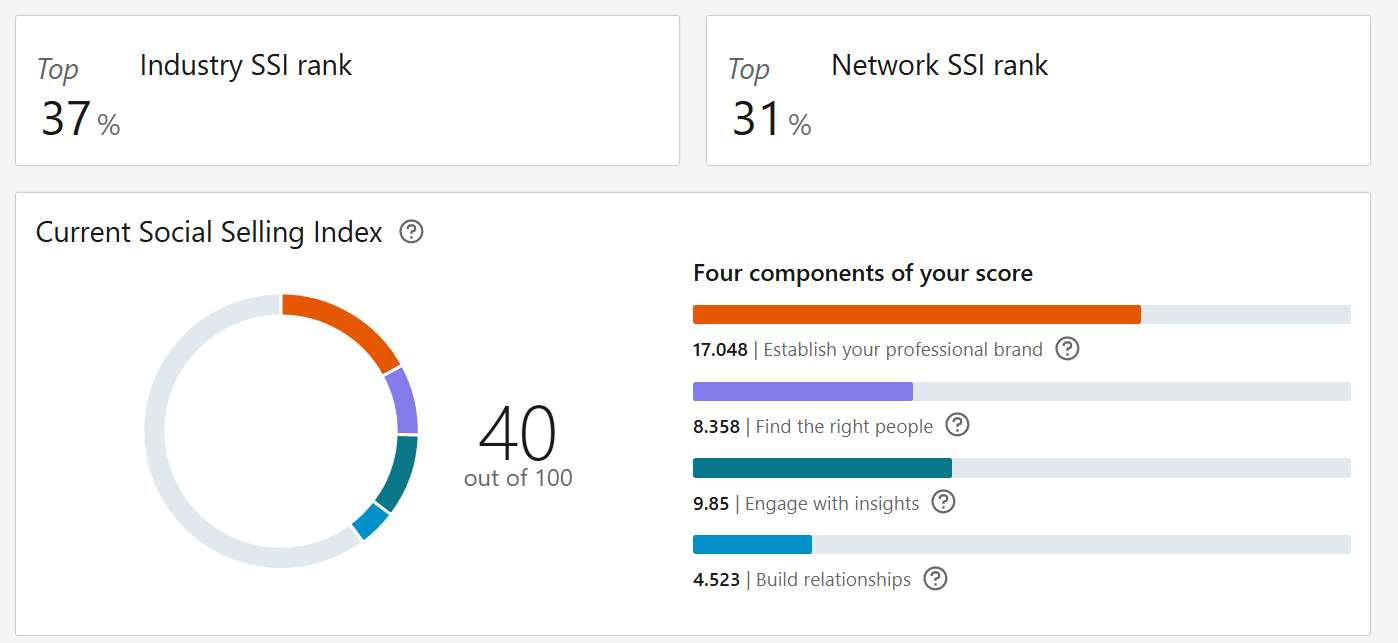 Top Industry SSI rank
37 %
Top Network SSI rank
31 %
Current Social Selling Index ?
40
out of 100
Four components of your score
17.048 | Establish your professional brand ?
8.358 | Find the right people ?
9.85 | Engage with insights ?
4.523 | Build relationships ?